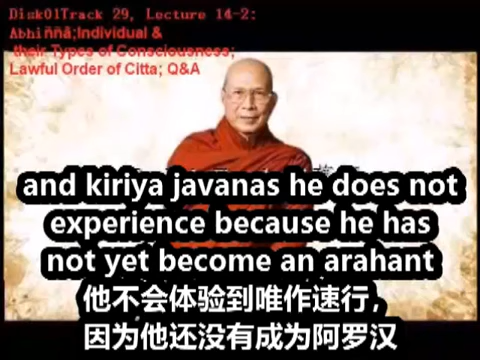 Disk01Track 29, Lecture 14-2:
Abhiññā;Individual &
their Types of Consciousness;
Lawful Order of Citta; Q&A
and kiriya javanas he does not
experience because he has
not yet become an arahant
他不会体验到唯作速行，
因为他还没有成为阿罗汉